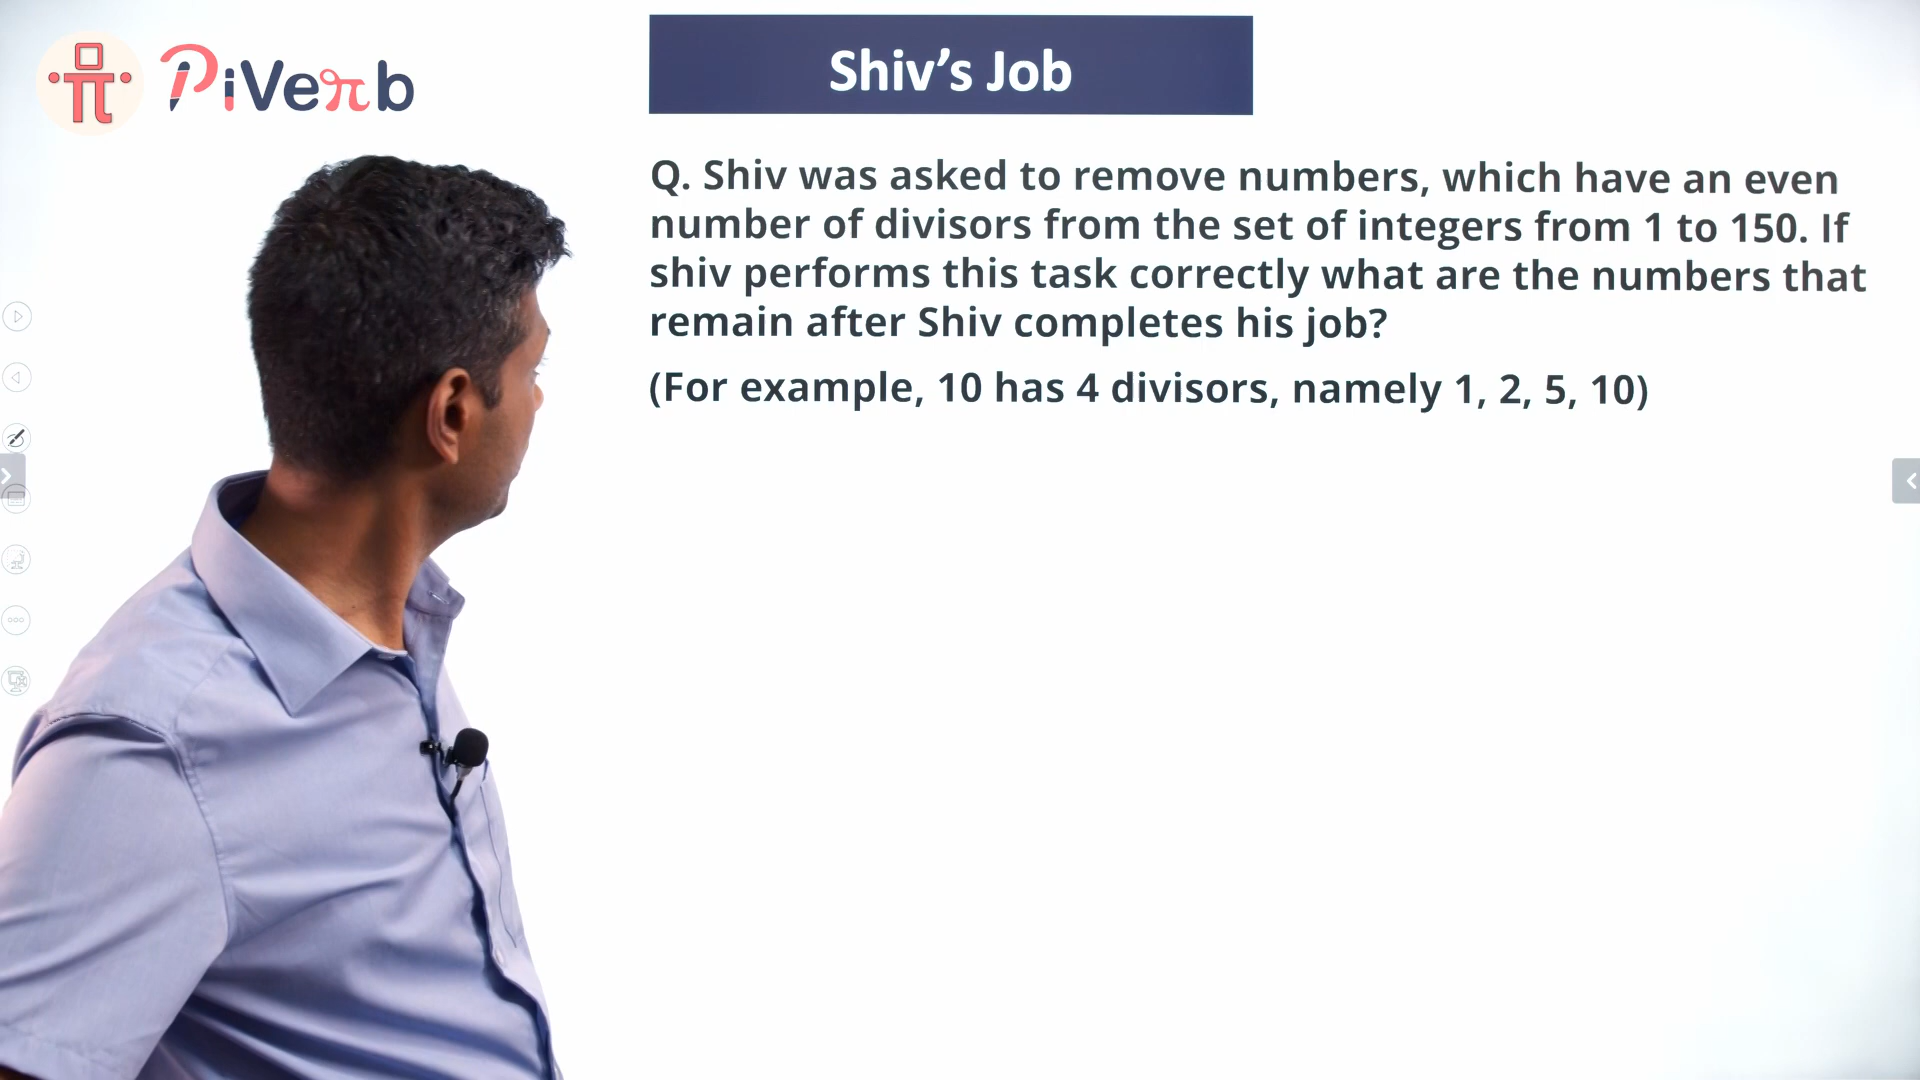 PiVeπb
Shiv’s Job
Q. Shiv was asked to remove numbers, which have an even
number of divisors from the set of integers from 1 to 150. If
shiv performs this task correctly what are the numbers that
remain after Shiv completes his job?
(For example, 10 has 4 divisors, namely 1, 2, 5, 10)